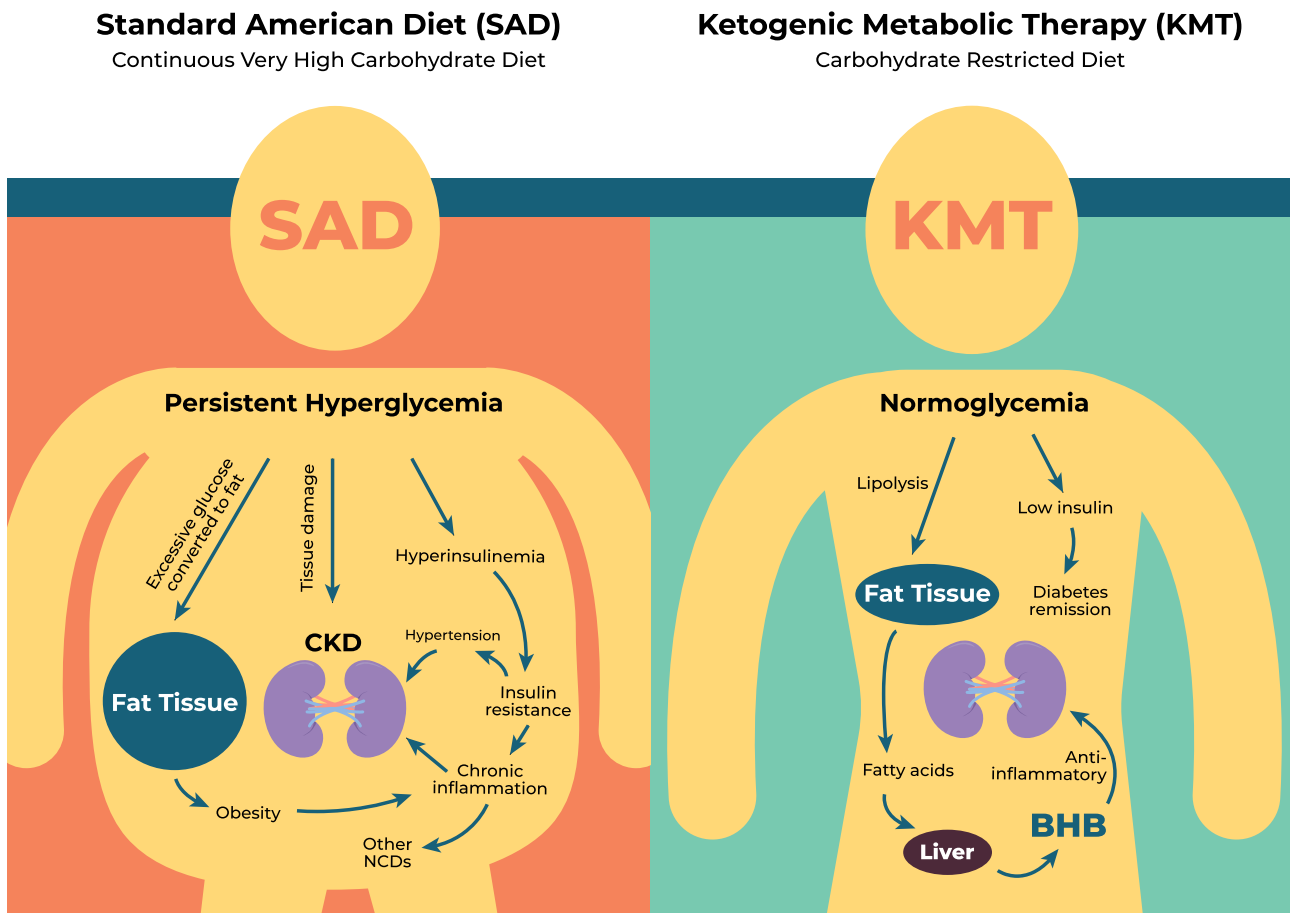 Standard American Diet (SAD)
Continuous Very High Carbohydrate Diet
SAD
Persistent Hyperglycemia
Excessive glucose
converted to fat
Tissue damage
Hyperinsulinemia
CKD
Hypertension
Fat Tissue
Insulin
resistance
Chronic
inflammation
Obesity
Other
NCDs
Ketogenic Metabolic Therapy (KMT)
Carbohydrate Restricted Diet
KMT
Normoglycemia
Lipolysis
Low insulin
Fat Tissue
Diabetes
remission
Fatty acids
Anti-
inflammatory
BHB
Liver